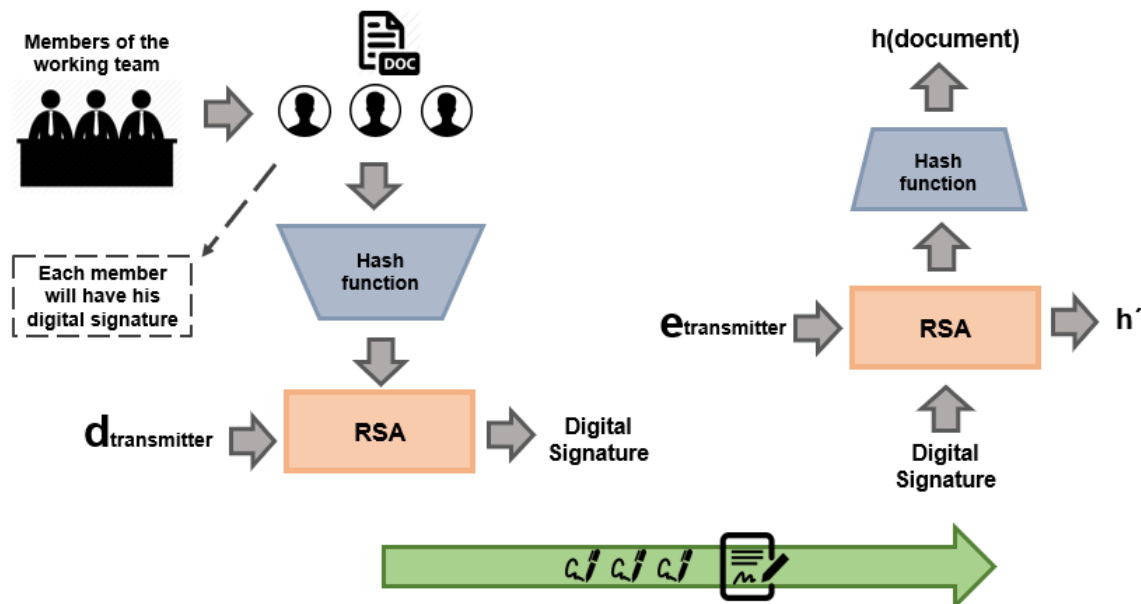 Members of the
working team
DOC
Each member
will have his
digital signature
Hash
function
dtransmitter
RSA
Digital
Signature
h(document)
Hash
function
etransmitter
RSA
h´
Digital
Signature